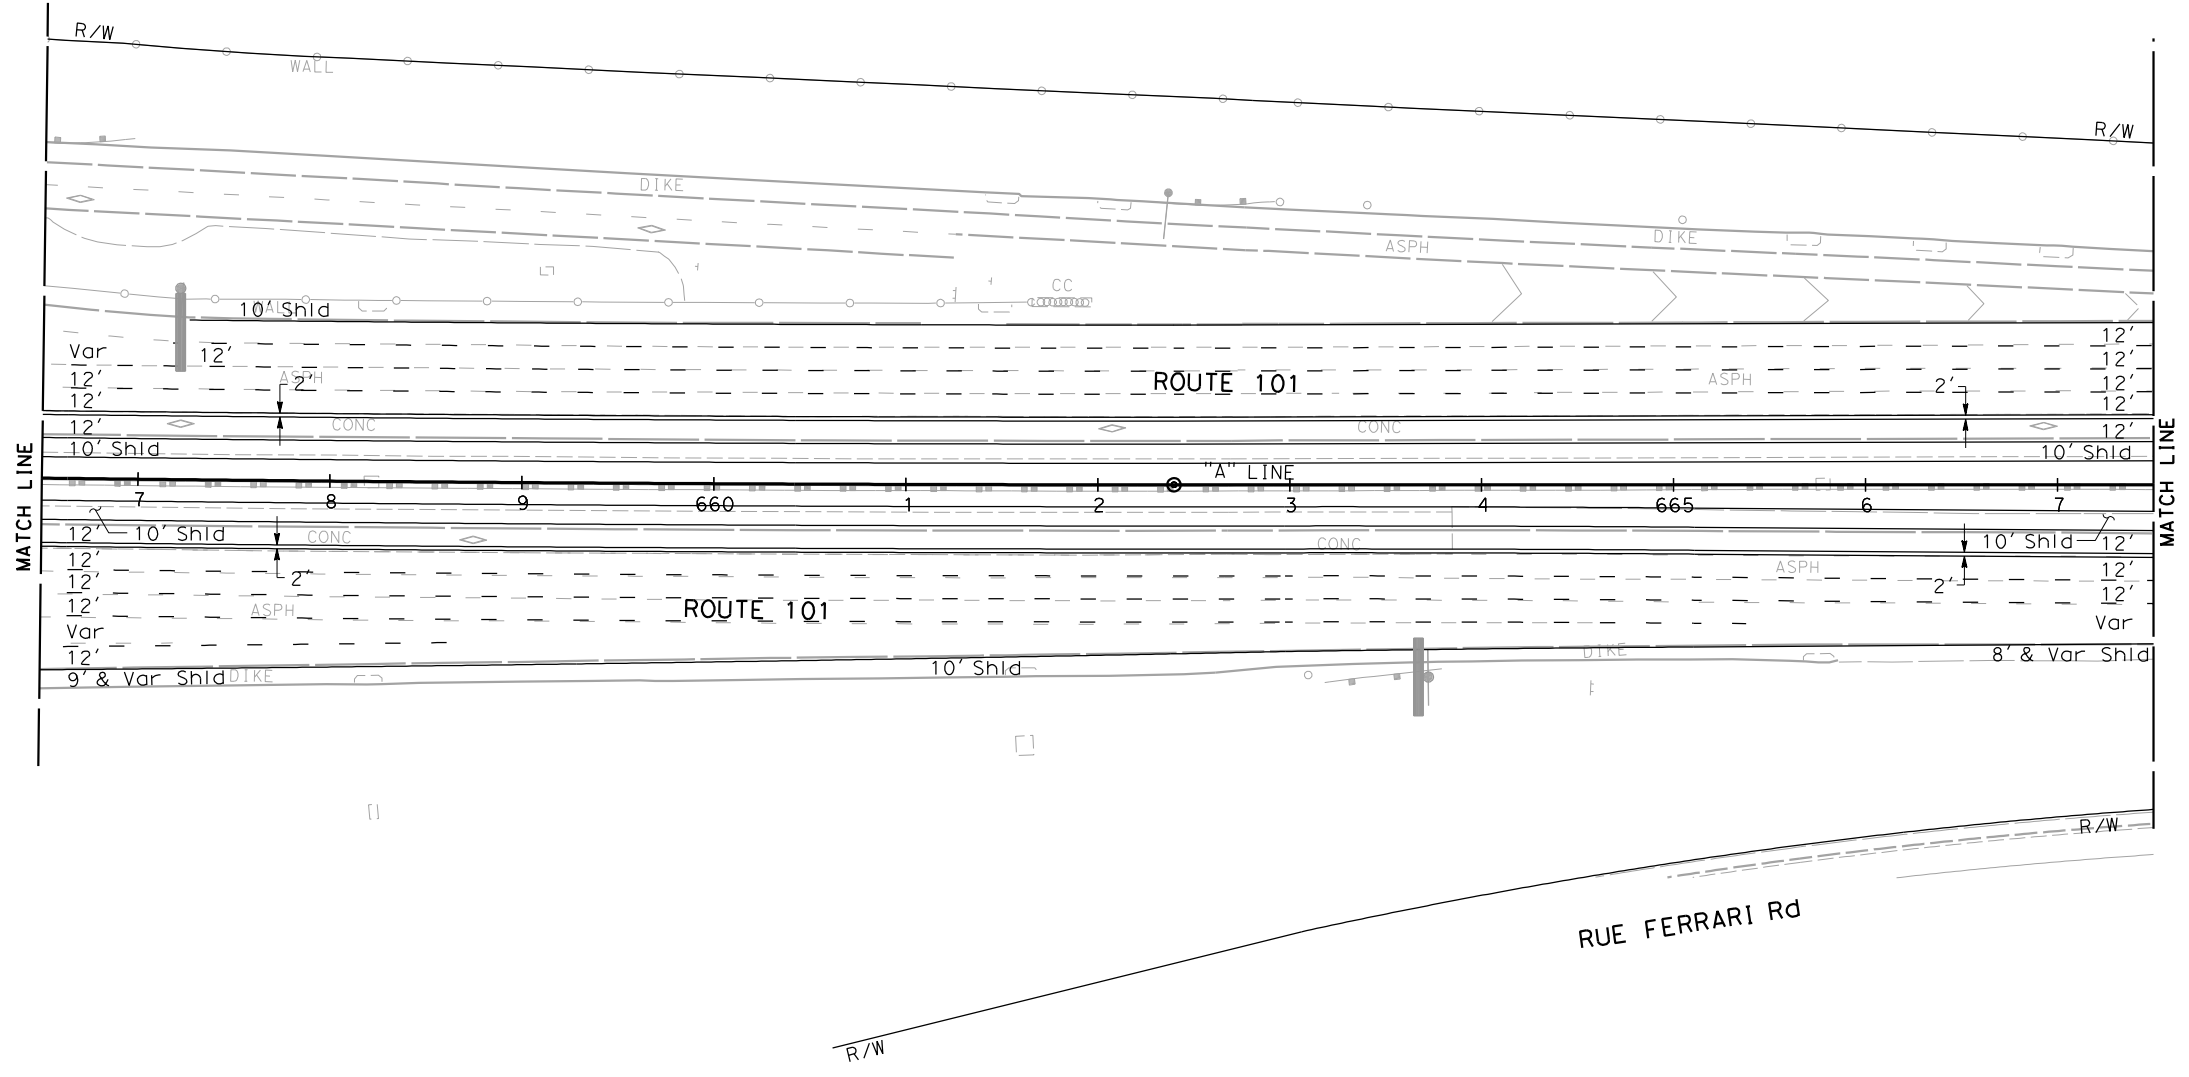 R/W
WALL
R/W
DIKE
DIKE
ASPH
CC
WALL
10' Shld
12'
Var
12'
12'
12'
ASPH
2'
ROUTE 101
ASPH
2'
12'
12'
12'
12'
CONC
CONC
12'
12'
10' Shld
10' Shld
MATCH LINE
MATCH LINE
"A" LINE
7 8 9 660 1 2 3 4 665 6 7
12'
10' Shld
CONC
CONC
10' Shld
12'
12'
12'
2'
ASPH
12'
2'
12'
12'
ASPH
ROUTE 101
Var
Var
12'
9' & Var Shld
DIKE
10' Shld
DIKE
8' & Var Shld
R/W
RUE FERRARI Rd
R/W